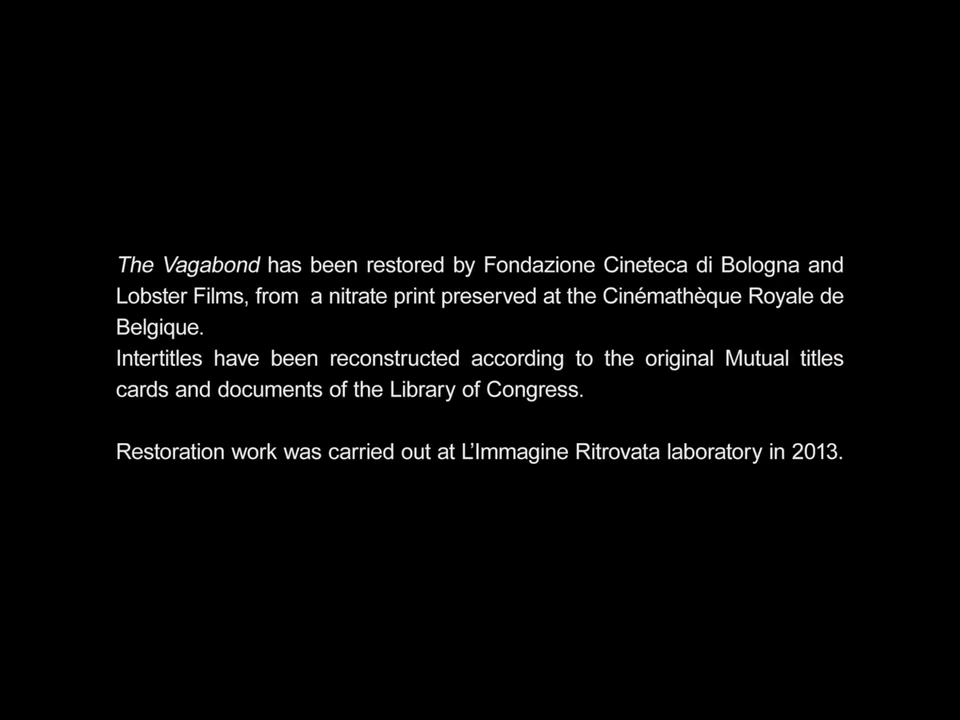 The Vagabond has been restored by Fondazione Cineteca di Bologna and
Lobster Films, from  a nitrate print preserved at the Cinémathèque Royale de
Belgique.
Intertitles have been reconstructed according to the original Mutual titles
cards and documents of the Library of Congress.
Restoration work was carried out at L’Immagine Ritrovata laboratory in 2013.